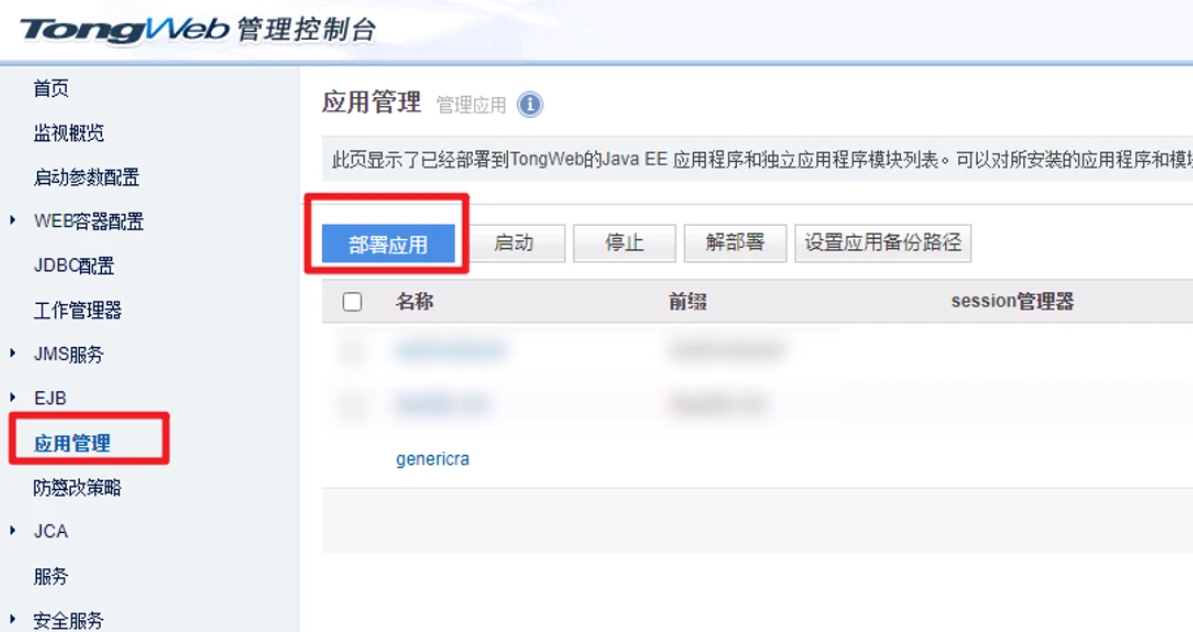 TongWeb管理控制台
首页
监视概览
启动参数配置
WEB容器配置
JDBC配置
工作管理器
JMS服务
EJB
应用管理
防篡改策略
JCA
服务
安全服务
应用管理 管理应用
此页显示了已经部署到TongWeb的Java EE 应用程序和独立应用程序模块列表。可以对所安装的应用程序和模
部署应用 启动 停止 解部署 设置应用备份路径
名称 前缀 session管理器
genericra